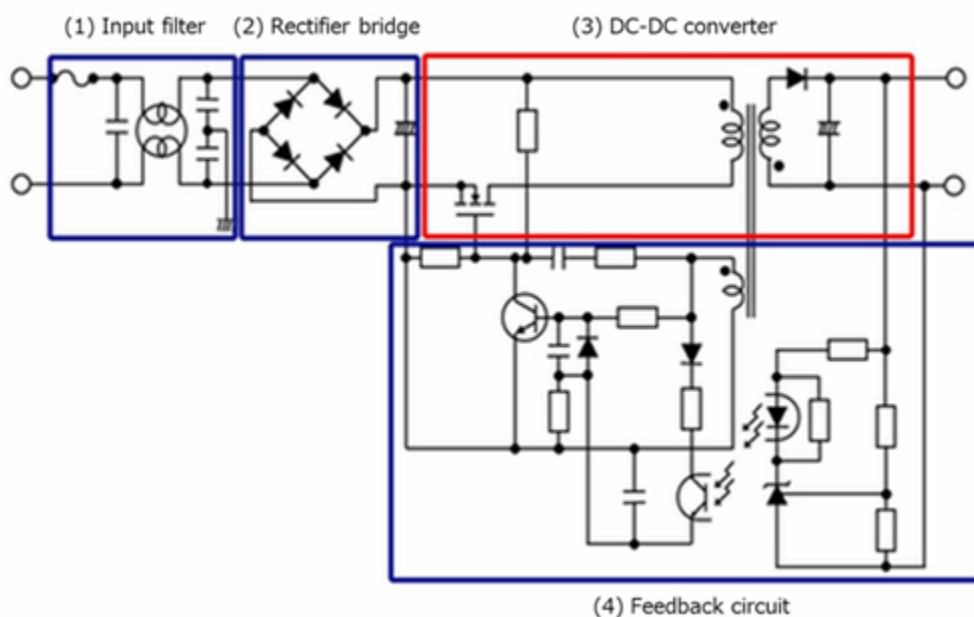 (1) Input filter
(2) Rectifier bridge
(3) DC-DC converter
(4) Feedback circuit